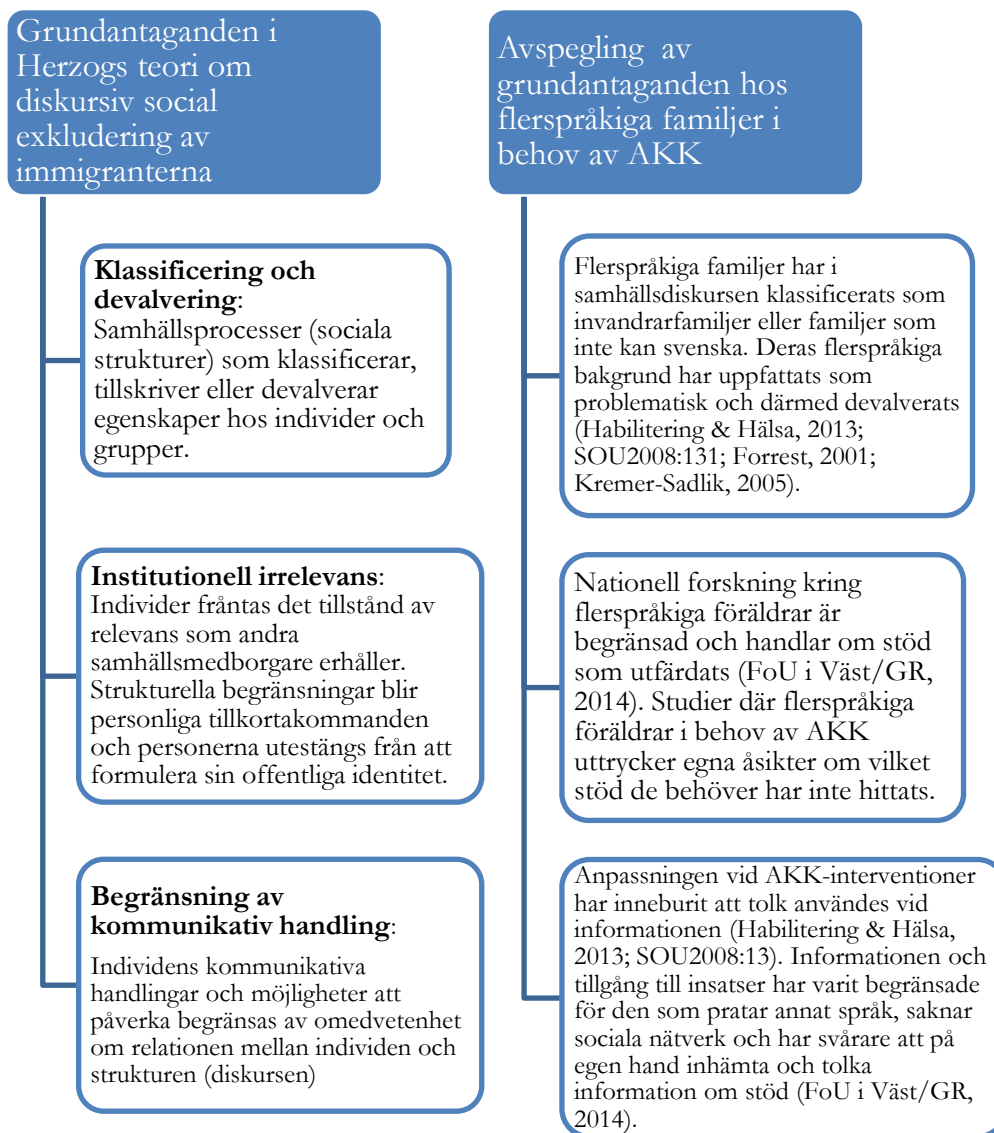 Grundantaganden i
Herzogs teori om
diskursiv social
exkludering av
immigranterna
Klassificering och
devalvering:
Samhällsprocesser (sociala
strukturer) som klassificerar,
tillskriver eller devalverar
egenskaper hos individer och
grupper.
Institutionell irrelevans:
Individer fråntas det tillstånd av
relevans som andra
samhällsmedborgare erhåller.
Strukturella begränsningar blir
personliga tillkortakommanden
och personerna utestängs från att
formulera sin offentliga identitet.
Begränsning av
kommunikativ handling:
Individens kommunikativa
handlingar och möjligheter att
påverka begränsas av omedvetenhet
om relationen mellan individen och
strukturen (diskursen)
Avspegling av
grundantaganden hos
flerspråkiga familjer i
behov av AKK
Flerspråkiga familjer har i
samhällsdiskursen klassificerats som
invandrarfamiljer eller familjer som
inte kan svenska. Deras flerspråkiga
bakgrund har uppfattats som
problematisk och därmed devalverats
(Habilitering & Hälsa, 2013;
SOU2008:131; Forrest, 2001;
Kremer-Sadlik, 2005).
Nationell forskning kring
flerspråkiga föräldrar är
begränsad och handlar om stöd
som utfärdats (FoU i Väst/GR,
2014). Studier där flerspråkiga
föräldrar i behov av AKK
uttrycker egna åsikter om vilket
stöd de behöver har inte hittats.
Anpassningen vid AKK-interventioner
har inneburit att tolk användes vid
informationen (Habilitering & Hälsa,
2013; SOU2008:13). Informationen och
tillgång till insatser har varit begränsade
för den som pratar annat språk, saknar
sociala nätverk och har svårare att på
egen hand inhämta och tolka
information om stöd (FoU i Väst/GR,
2014).